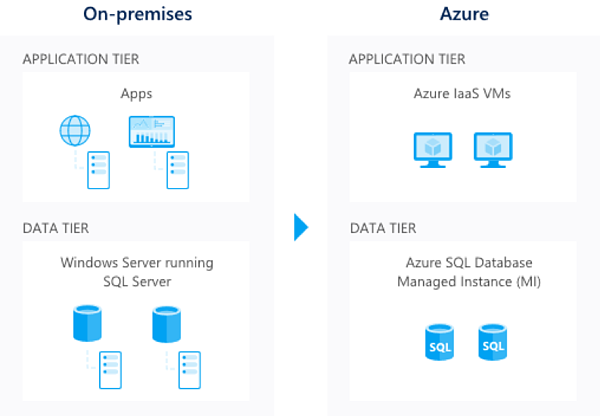 On-premises
APPLICATION TIER
Apps
DATA TIER
Windows Server running
SQL Server
Azure
APPLICATION TIER
Azure IaaS VMs
DATA TIER
Azure SQL Database
Managed Instance (MI)
SQL
SQL